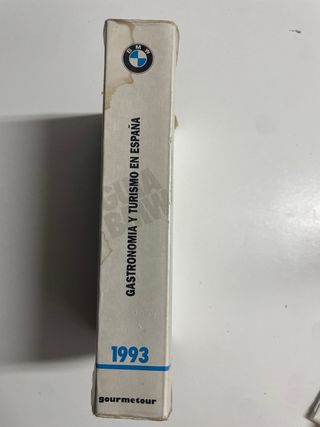 BMW
GUIA
BMW
GASTRONOMIA Y TURISMO EN ESPAÑA
1993
gourmetour